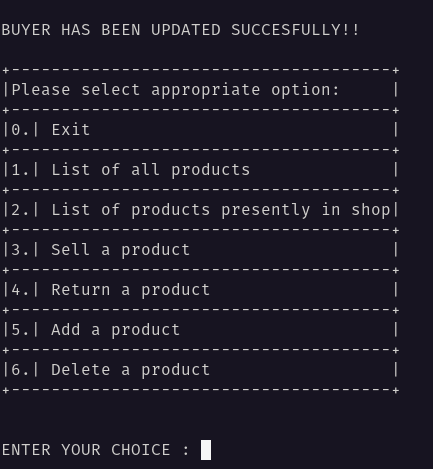 BUYER HAS BEEN UPDATED SUCCESFULLY!!
+--------------------------------------+
|Please select appropriate option:     |
+--------------------------------------+
|0.| Exit                              |
+--------------------------------------+
|1.| List of all products              |
+--------------------------------------+
|2.| List of products presently in shop|
+--------------------------------------+
|3.| Sell a product                    |
+--------------------------------------+
|4.| Return a product                  |
+--------------------------------------+
|5.| Add a product                     |
+--------------------------------------+
|6.| Delete a product                  |
+--------------------------------------+
ENTER YOUR CHOICE :